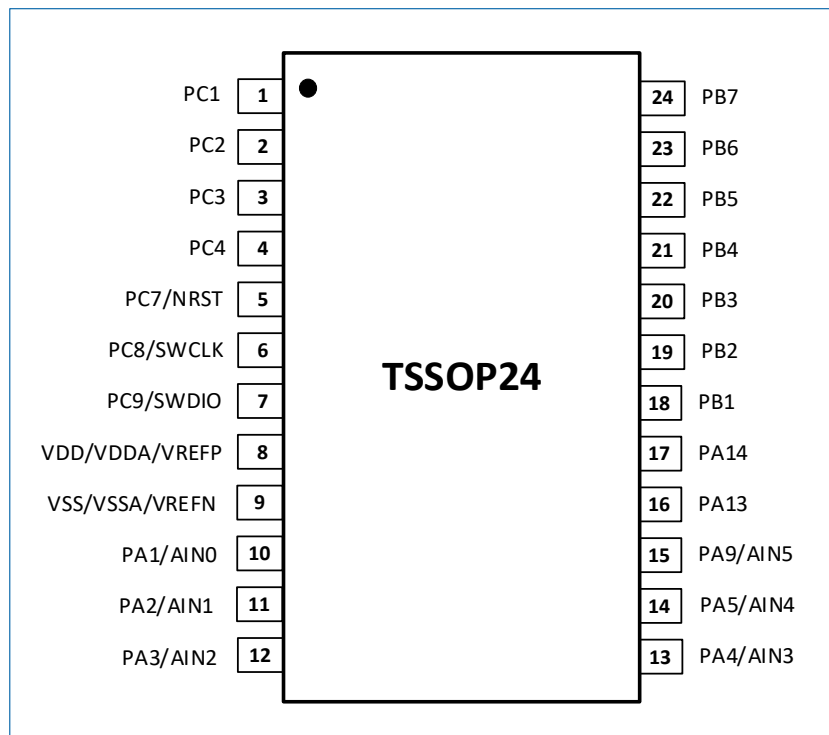 PC1 1
PC2 2
PC3 3
PC4 4
PC7/NRST 5
PC8/SWCLK 6
PC9/SWDIO 7
VDD/VDDA/VREFP 8
VSS/VSSA/VREFN 9
PA1/AIN0 10
PA2/AIN1 11
PA3/AIN2 12
TSSOP24
24 PB7
23 PB6
22 PB5
21 PB4
20 PB3
19 PB2
18 PB1
17 PA14
16 PA13
15 PA9/AIN5
14 PA5/AIN4
13 PA4/AIN3